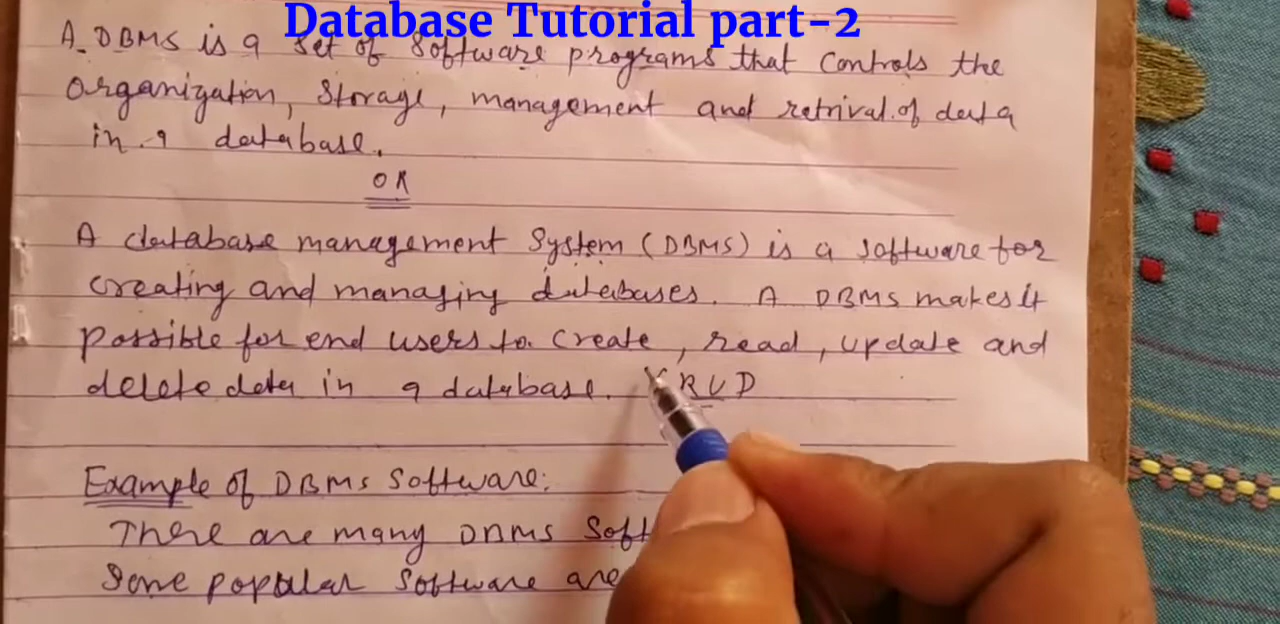 Database Tutorial part-2
A DBMS is a set of software programs that controls the
organization, storage, management and retrival of data
in a database.
OR
A database management system (DBMS) is a software for
creating and managing databases. A DBMS makes it
possible for end users to create, read, update and
delete data in a database. CRUD
Example of DBMS Software:
There are many DBMS Soft
Some popular software are